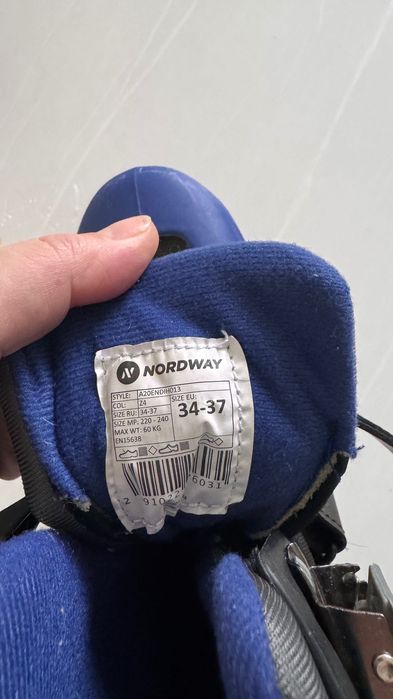 NORDWAY
STYLE: A20ENDIH013
COL: Z4
SIZE RU: 34-37
SIZE MP: 220 - 240
MAX WT: 60 KG
EN15638
SIZE EU:
34-37